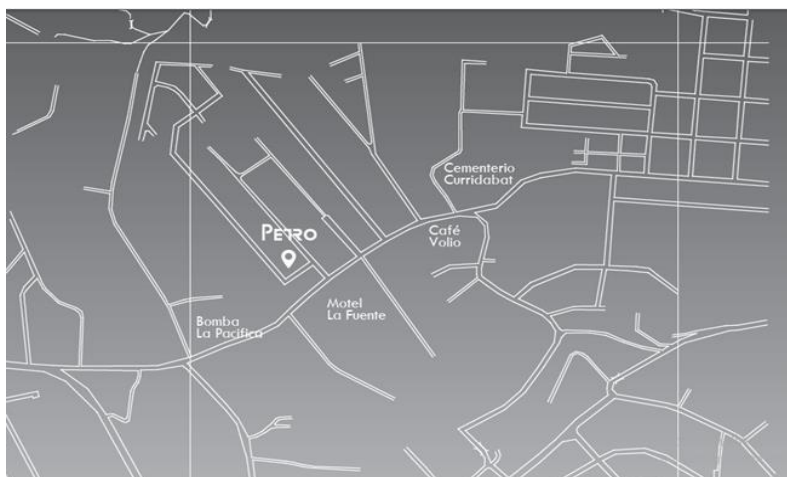 Cementerio
Curridabat
PETRO
Café
Volio
Motel
La Fuente
Bomba
La Pacifica